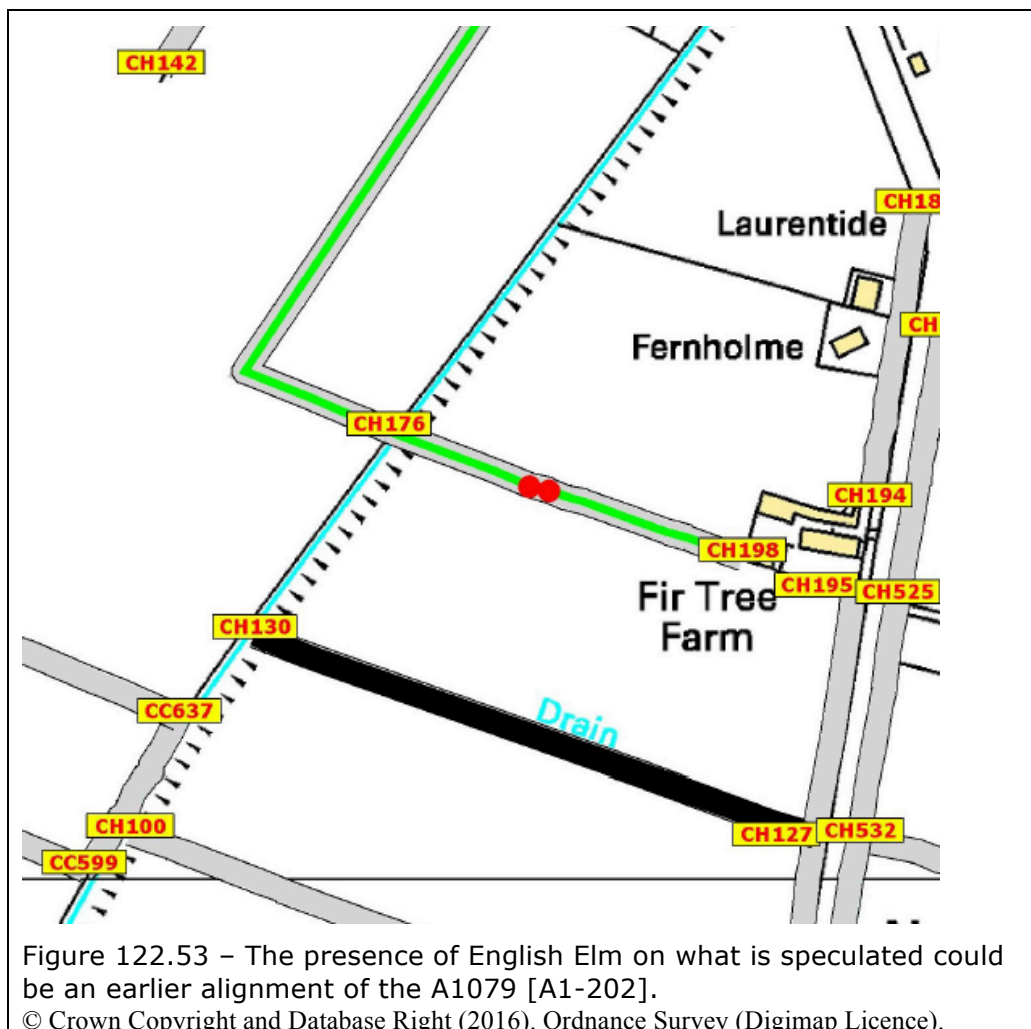 CH142
CH18
Laurentide
CH
Fernholme
CH176
CH194
CH198
CH195
CH525
Fir Tree
Farm
CH130
CC637
Drain
CH100
CH127
CH532
CC599
Figure 122.53 – The presence of English Elm on what is speculated could
be an earlier alignment of the A1079 [A1-202].
© Crown Copyright and Database Right (2016). Ordnance Survey (Digimap Licence).